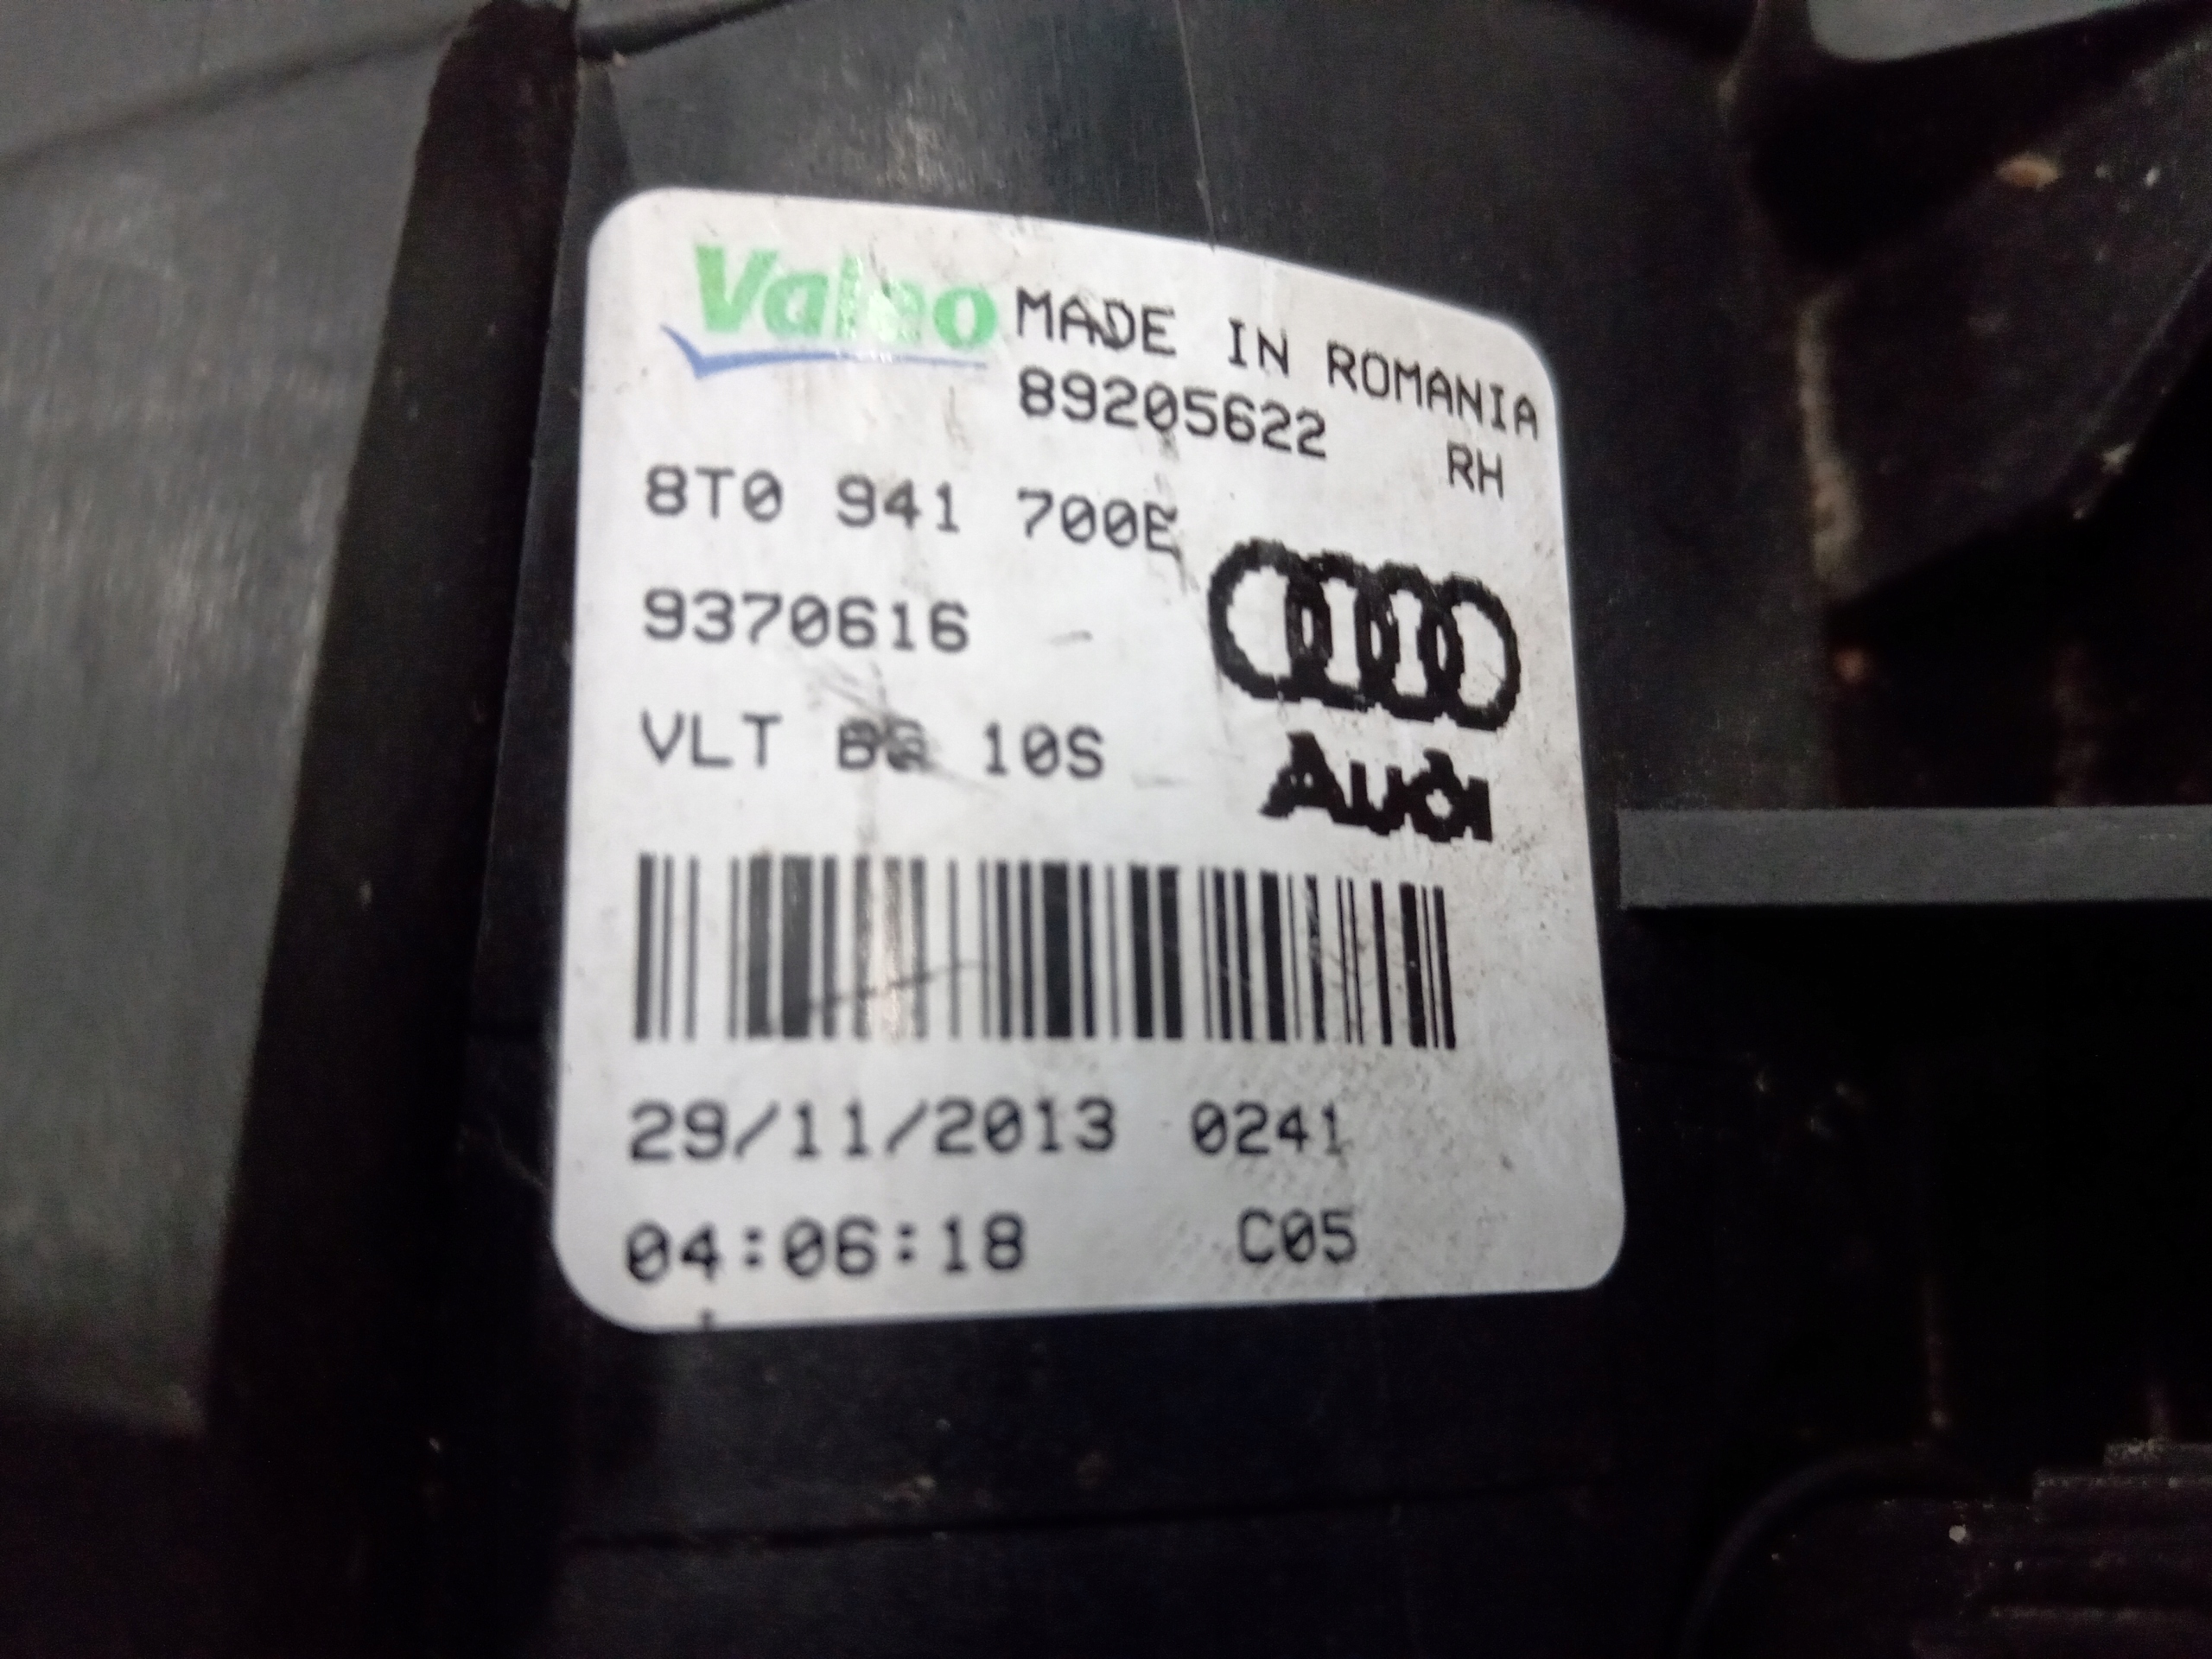 Valeo MADE IN ROMANIA
89205622 RH
8T0 941 700E
9370616
VLT 10S
Audi
29/11/2013 0241
04:06:18 C05